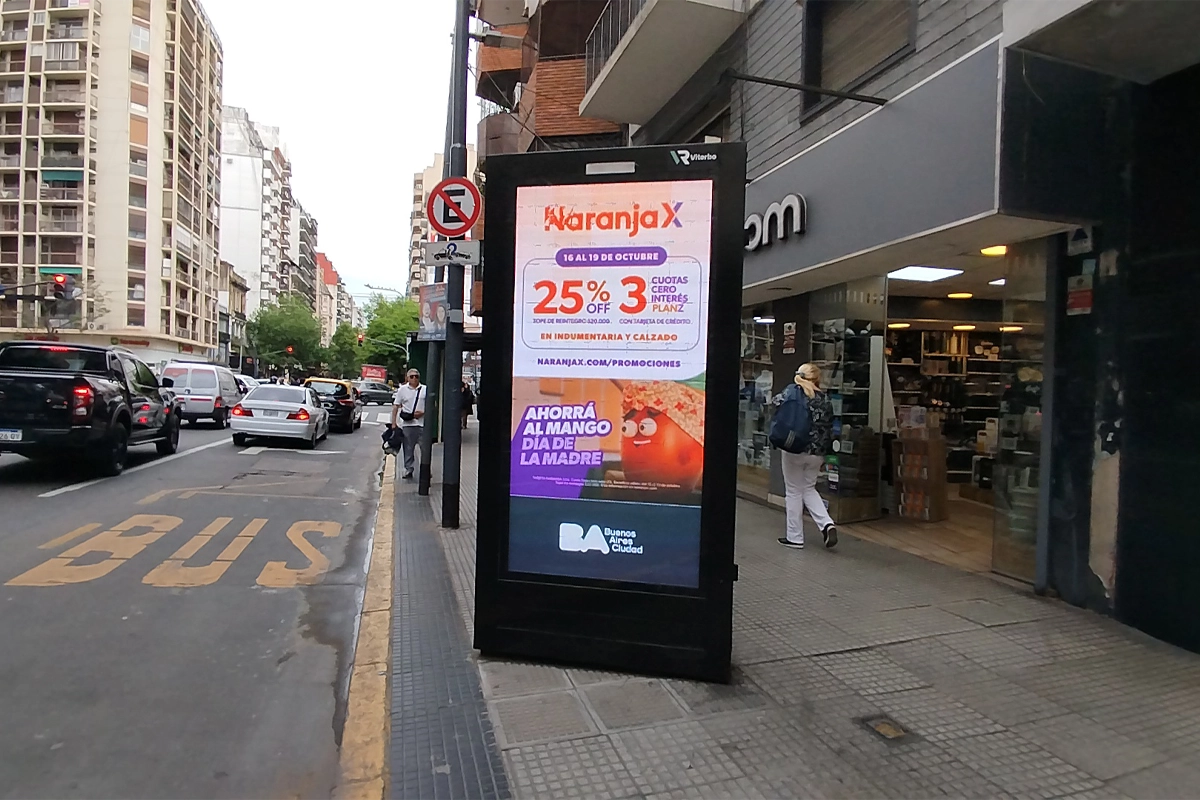 VR Viterbo
E
NaranjaX
16 AL 19 DE OCTUBRE
25% OFF
TOPE DE REINTEGRO $20.000.
3 CUOTAS CERO INTERÉS PLANZ
CON TARJETA DE CRÉDITO.
EN INDUMENTARIA Y CALZADO
NARANJAX.COM/PROMOCIONES
AHORRÁ
AL MANGO
DÍA DE
LA MADRE
BA Buenos
Aires
Ciudad
om
BUS